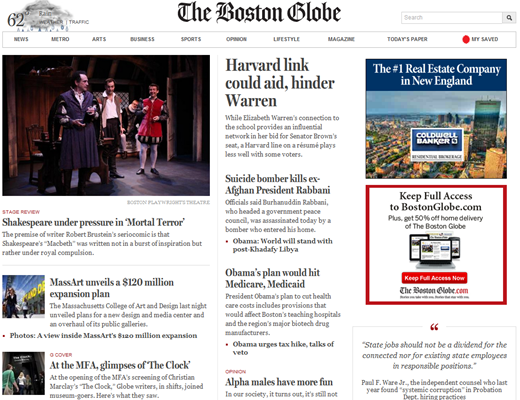 62°
Rain
WEATHER | TRAFFIC
The Boston Globe
Search
NEWS METRO ARTS BUSINESS SPORTS OPINION LIFESTYLE MAGAZINE TODAY'S PAPER MY SAVED
BOSTON PLAYWRIGHT'S THEATRE
STAGE REVIEW
Shakespeare under pressure in 'Mortal Terror'
The premise of writer Robert Brustein's seriocomic is that
Shakespeare's "Macbeth" was written not in a burst of inspiration but
rather under royal compulsion.
MassArt unveils a $120 million
expansion plan
The Massachusetts College of Art and Design last night
unveiled plans for a new design and media center and
an overhaul of its public galleries.
• Photos: A view inside MassArt's $120 million expansion
G COVER
At the MFA, glimpses of 'The Clock'
At the opening of the MFA's screening of Christian
Marclay's "The Clock," Globe writers, in shifts, joined
museum-goers. Here's what they saw.
Harvard link
could aid, hinder
Warren
While Elizabeth Warren's connection to
the school provides an influential
network in her bid for Senator Brown's
seat, a Harvard line on a résumé plays
less well with some voters.
Suicide bomber kills ex-
Afghan President Rabbani
Officials said Burhanuddin Rabbani,
who headed a government peace
council, was assassinated today by a
bomber who entered his home.
• Obama: World will stand with
post-Khadafy Libya
Obama's plan would hit
Medicare, Medicaid
President Obama's plan to cut health
care costs includes provisions that
would affect Boston's teaching hospitals
and the region's major biotech drug
manufacturers.
• Obama urges tax hike, talks of
veto
OPINION
Alpha males have more fun
In our society, it turns out, it's still not
The #1 Real Estate Company
in New England
COLDWELL
BANKER
RESIDENTIAL BROKERAGE
Keep Full Access
to BostonGlobe.com
Plus, get 50% off home delivery
of The Boston Globe
Keep Full Access Now
The Boston Globe.com
“
"State jobs should not be a dividend for the
connected nor for existing state employees
in responsible positions."
Paul F. Ware Jr., the independent counsel who last
year found "systemic corruption" in Probation
Dept. hiring practices